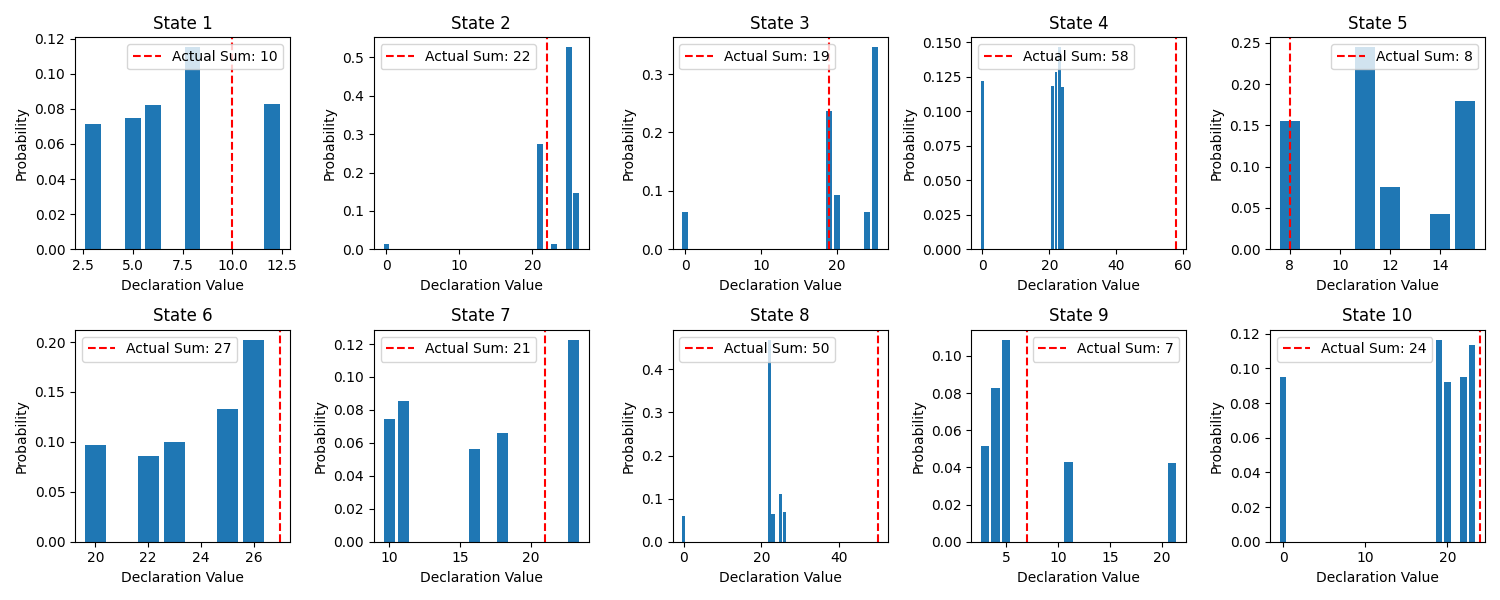 State 1
Actual Sum: 10
0.12
0.10
0.08
0.06
0.04
0.02
0.00
Probability
2.5 5.0 7.5 10.0 12.5
Declaration Value
State 2
Actual Sum: 22
0.5
0.4
0.3
0.2
0.1
0.0
Probability
0 10 20
Declaration Value
State 3
Actual Sum: 19
0.3
0.2
0.1
0.0
Probability
0 10 20
Declaration Value
State 4
Actual Sum: 58
0.150
0.125
0.100
0.075
0.050
0.025
0.000
Probability
0 20 40 60
Declaration Value
State 5
Actual Sum: 8
0.25
0.20
0.15
0.10
0.05
0.00
Probability
8 10 12 14
Declaration Value
State 6
Actual Sum: 27
0.20
0.15
0.10
0.05
0.00
Probability
20 22 24 26
Declaration Value
State 7
Actual Sum: 21
0.12
0.10
0.08
0.06
0.04
0.02
0.00
Probability
10 15 20
Declaration Value
State 8
Actual Sum: 50
0.4
0.3
0.2
0.1
0.0
Probability
0 20 40
Declaration Value
State 9
Actual Sum: 7
0.10
0.08
0.06
0.04
0.02
0.00
Probability
5 10 15 20
Declaration Value
State 10
Actual Sum: 24
0.12
0.10
0.08
0.06
0.04
0.02
0.00
Probability
0 10 20
Declaration Value